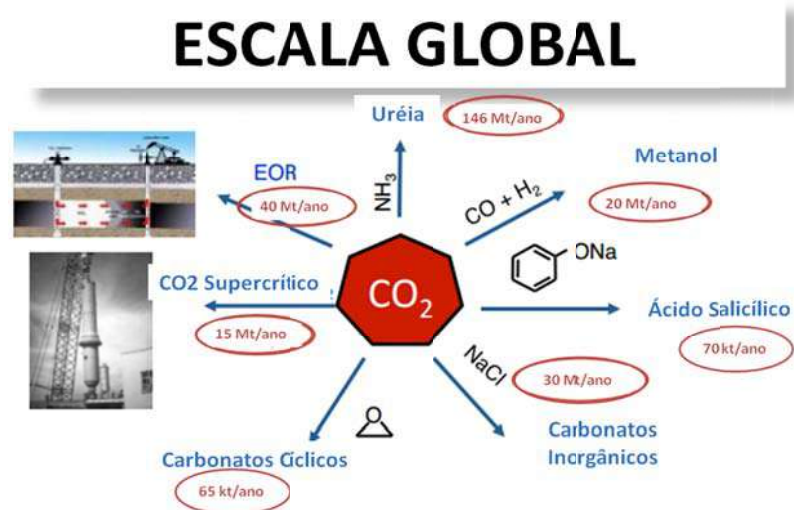 ESCALA GLOBAL
Uréia
146 Mt/ano
EOR
40 Mt/ano
NH3
CO + H2
Metanol
20 Mt/ano
ONa
CO2 Supercrítico
15 Mt/ano
CO2
Ácido Salicílico
70 kt/ano
NaCl
30 Mt/ano
O
Carbonatos Cíclicos
65 kt/ano
Carbonatos
Inorgânicos